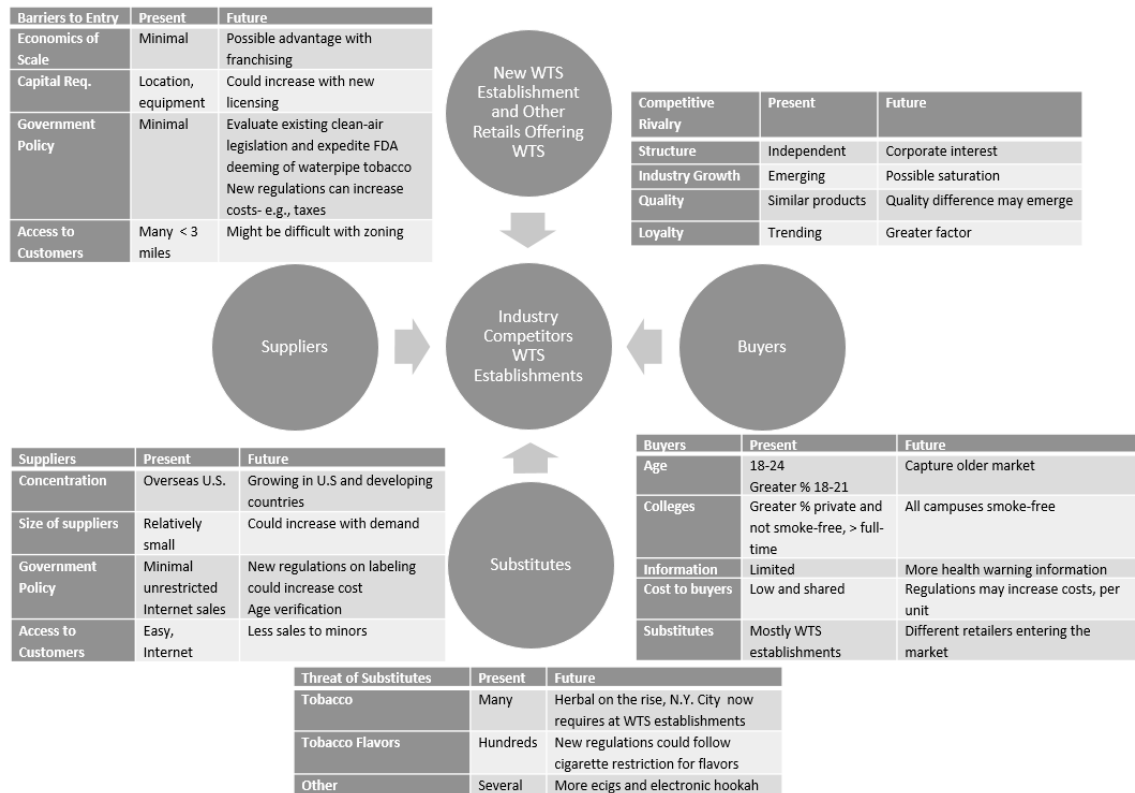 Barriers to Entry Present Future
Economics of Minimal Possible advantage with
Scale franchising
Capital Req. Location, Could increase with new
equipment licensing
Government Minimal Evaluate existing clean-air
Policy legislation and expedite FDA
deeming of waterpipe tobacco
New regulations can increase
costs- e.g., taxes
Access to Many < 3 Might be difficult with zoning
Customers miles
New WTS
Establishment
and Other
Retails Offering
WTS
Competitive Present Future
Rivalry
Structure Independent Corporate interest
Industry Growth Emerging Possible saturation
Quality Similar products Quality difference may emerge
Loyalty Trending Greater factor
Suppliers
Industry
Competitors
WTS
Establishments
Buyers
Suppliers Present Future
Concentration Overseas U.S. Growing in U.S and developing
countries
Size of suppliers Relatively Could increase with demand
small
Government Minimal New regulations on labeling
Policy unrestricted could increase cost
Internet sales Age verification
Access to Easy, Less sales to minors
Customers Internet
Substitutes
Buyers Present Future
Age 18-24 Capture older market
Greater % 18-21
Colleges Greater % private and All campuses smoke-free
not smoke-free, > full-
time
Information Limited More health warning information
Cost to buyers Low and shared Regulations may increase costs, per
unit
Substitutes Mostly WTS Different retailers entering the
establishments market
Threat of Substitutes Present Future
Tobacco Many Herbal on the rise, N.Y. City now
requires at WTS establishments
Tobacco Flavors Hundreds New regulations could follow
cigarette restriction for flavors
Other Several More ecigs and electronic hookah